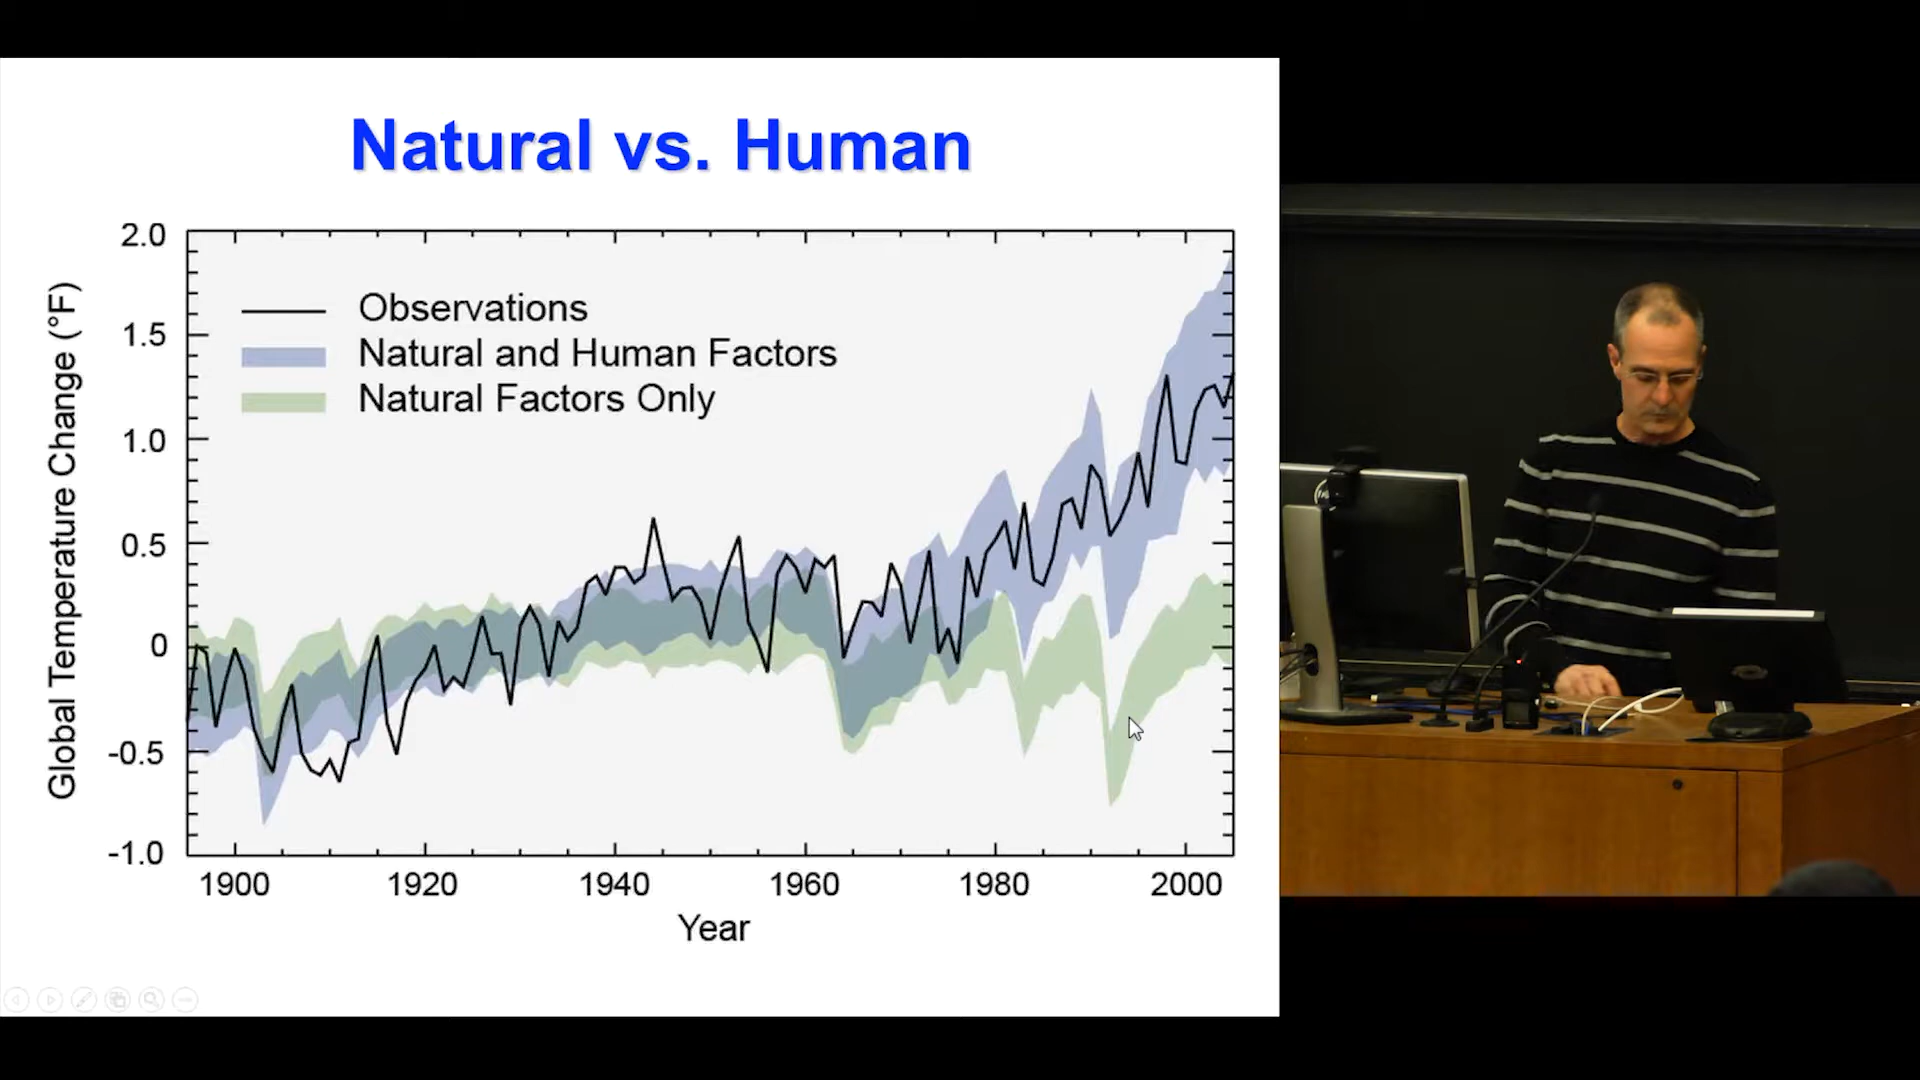 Natural vs. Human
2.0
1.5
1.0
0.5
0
-0.5
-1.0
Global Temperature Change (°F)
Observations
Natural and Human Factors
Natural Factors Only
1900 1920 1940 1960 1980 2000
Year